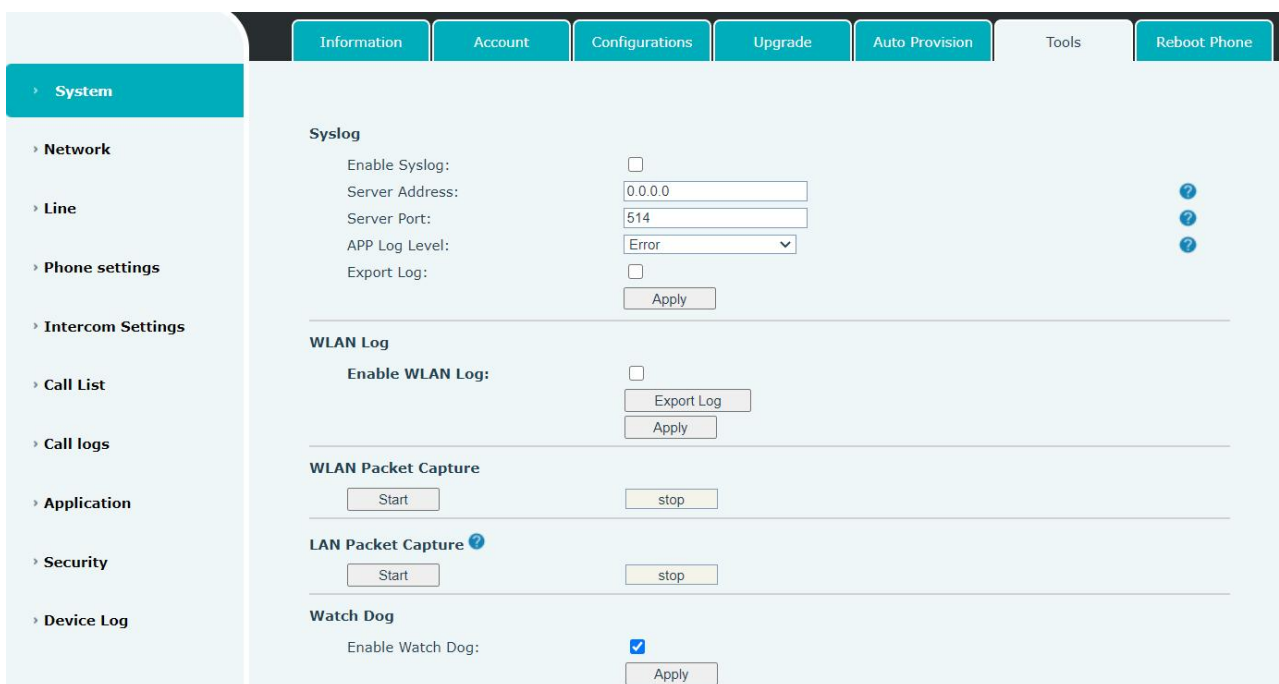 Information Account Configurations Upgrade Auto Provision Tools Reboot Phone
System
Network
Line
Phone settings
Intercom Settings
Call List
Call logs
Application
Security
Device Log
Syslog
Enable Syslog:
Server Address: 0.0.0.0
Server Port: 514
APP Log Level: Error
Export Log:
Apply
WLAN Log
Enable WLAN Log:
Export Log
Apply
WLAN Packet Capture
Start stop
LAN Packet Capture ?
Start stop
Watch Dog
Enable Watch Dog:
Apply